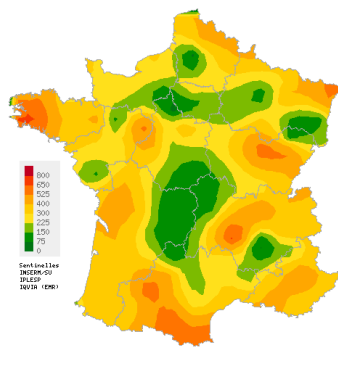 800
650
525
400
300
225
150
75
0
Sentinelles
INSERM/SU
IPLESP
IQVIA (EMR)